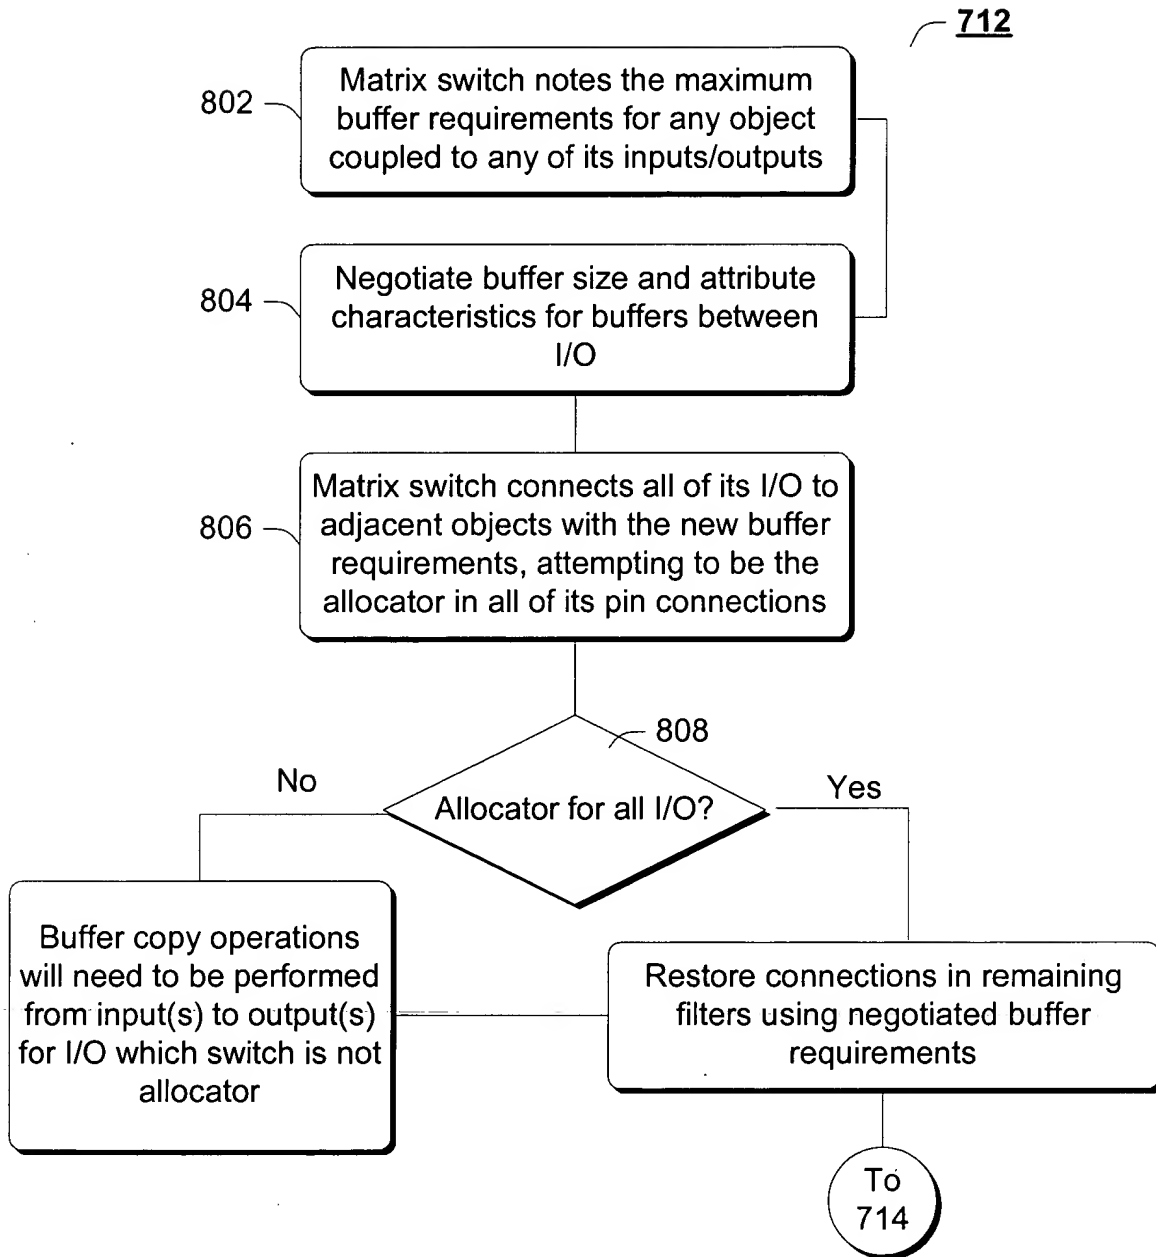 712
802
Matrix switch notes the maximum
buffer requirements for any object
coupled to any of its inputs/outputs
804
Negotiate buffer size and attribute
characteristics for buffers between
I/O
806
Matrix switch connects all of its I/O to
adjacent objects with the new buffer
requirements, attempting to be the
allocator in all of its pin connections
808
No
Allocator for all I/O?
Yes
Buffer copy operations
will need to be performed
from input(s) to output(s)
for I/O which switch is not
allocator
Restore connections in remaining
filters using negotiated buffer
requirements
To
714